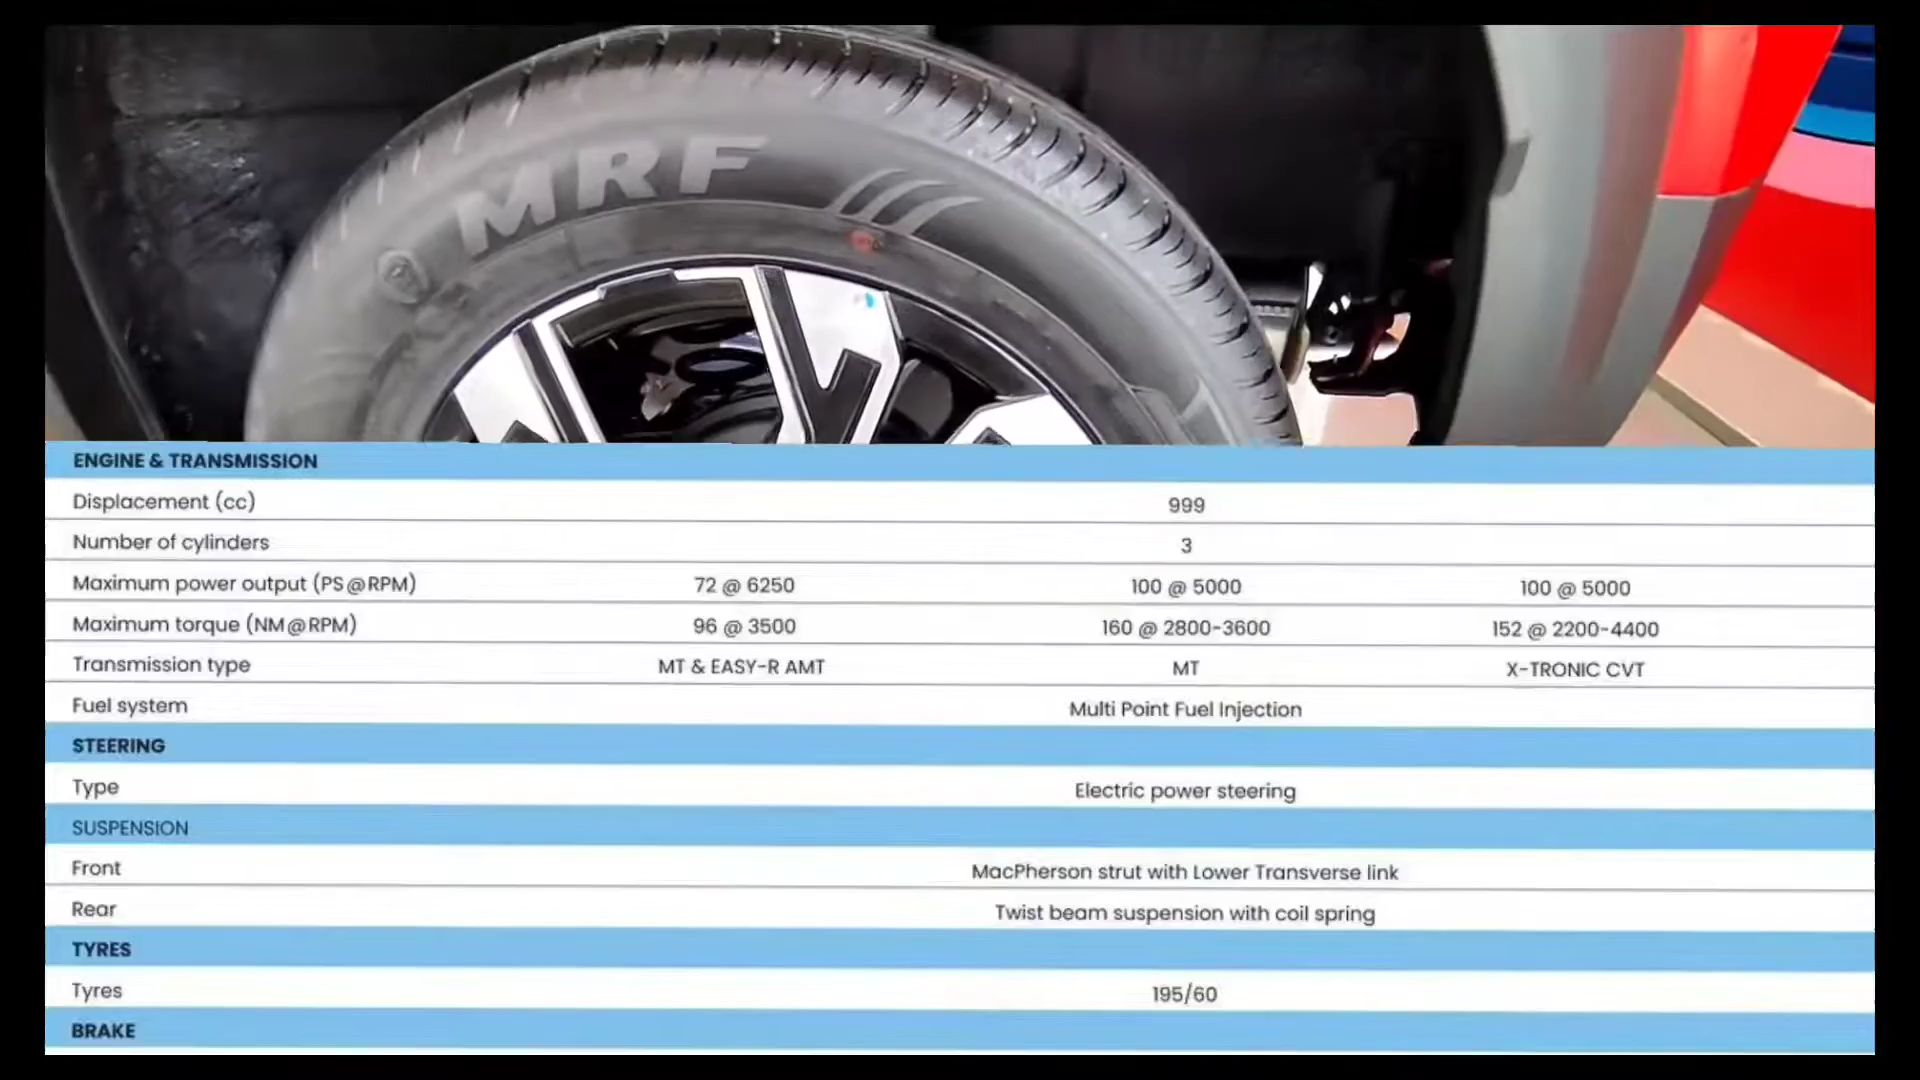 MRF
ENGINE & TRANSMISSION
Displacement (cc) 999
Number of cylinders 3
Maximum power output (PS@RPM) 72 @ 6250 100 @ 5000 100 @ 5000
Maximum torque (NM@RPM) 96 @ 3500 160 @ 2800-3600 152 @ 2200-4400
Transmission type MT & EASY-R AMT MT X-TRONIC CVT
Fuel system Multi Point Fuel Injection
STEERING
Type Electric power steering
SUSPENSION
Front MacPherson strut with Lower Transverse link
Rear Twist beam suspension with coil spring
TYRES
Tyres 195/60
BRAKE